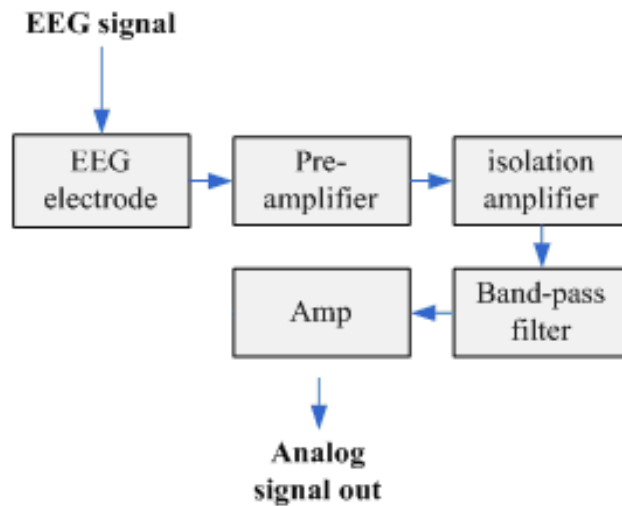 EEG signal
EEG
electrode
Pre-
amplifier
isolation
amplifier
Band-pass
filter
Amp
Analog
signal out